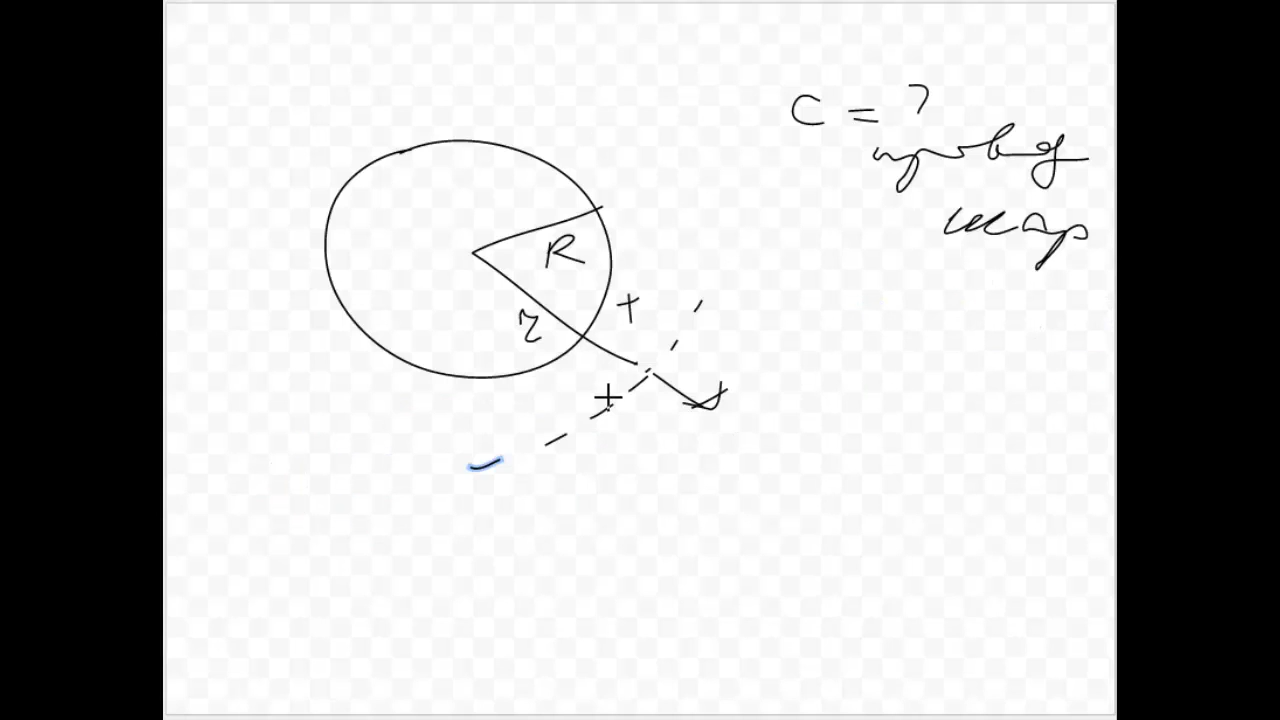 C = ?
провод
шар
R
r
+
+